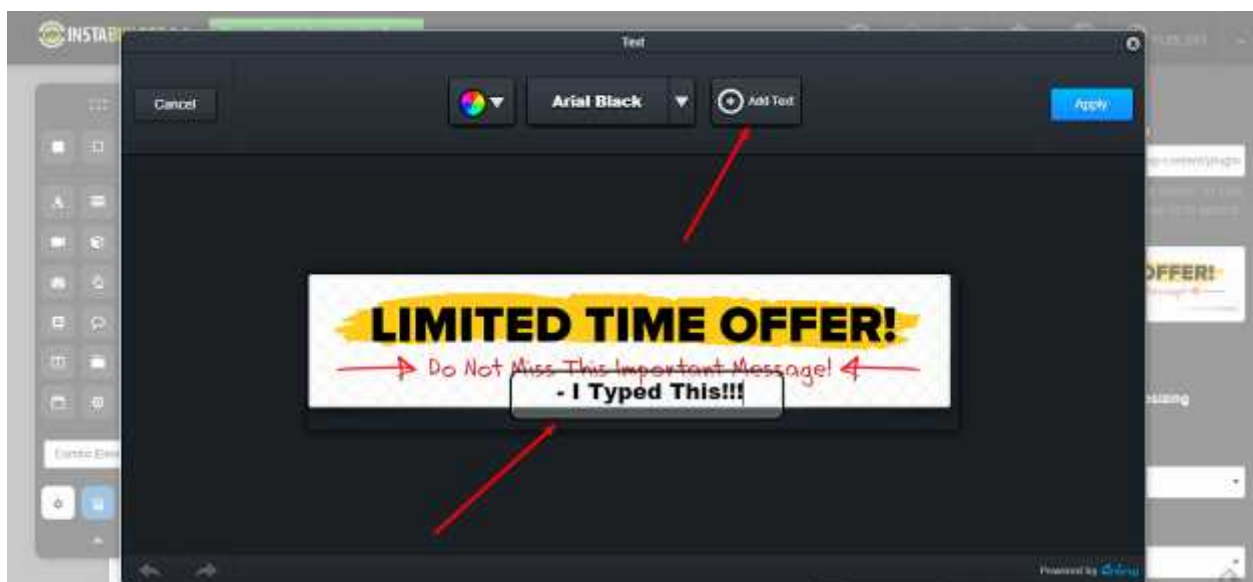 INSTAB
Text
Cancel
Arial Black
Add Text
Apply
LIMITED TIME OFFER!
Do Not Miss This Important Message!
- I Typed This!!!
OFFER!
Powered by